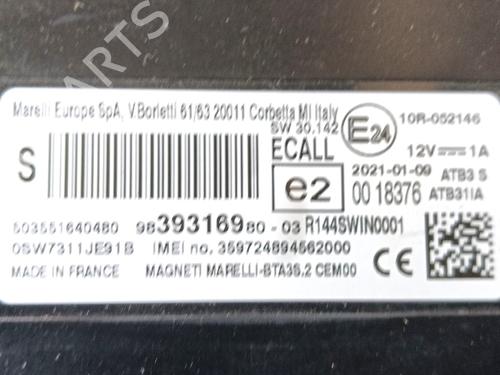 PARTS
Marelli Europe SpA, V.Borletti 61/63 20011 Corbetta MI Italy
SW 30.142
ECALL
S
E24
10R-052146
12V 1A
e2
2021-01-09 ATB3 S
00 18376 ATB31IA
503551640480 9839316980-03 R144SWIN0001
0SW7311JE91B IMEI no. 359724894562000
MADE IN FRANCE MAGNETI MARELLI-BTA3S.2 CEM00
CE